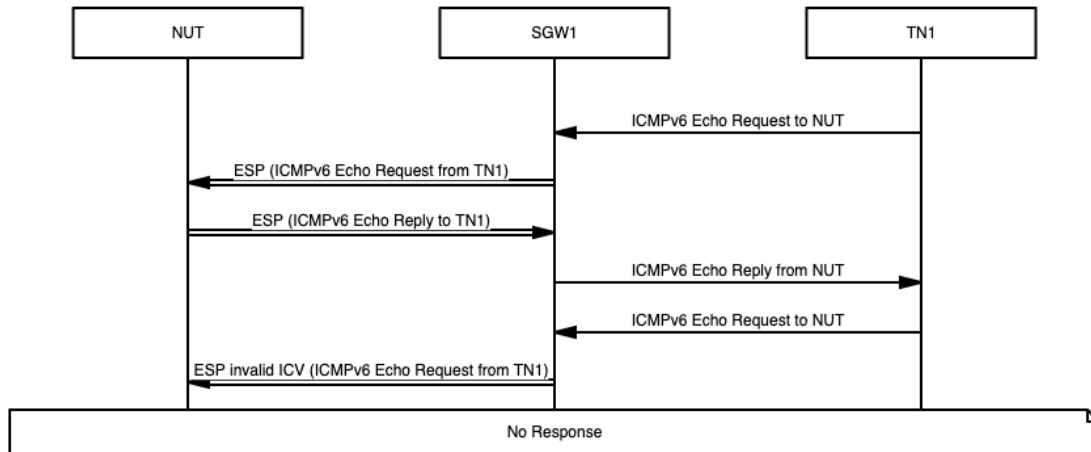 NUT
SGW1
TN1
ICMPv6 Echo Request to NUT
ESP (ICMPv6 Echo Request from TN1)
ESP (ICMPv6 Echo Reply to TN1)
ICMPv6 Echo Reply from NUT
ICMPv6 Echo Request to NUT
ESP invalid ICV (ICMPv6 Echo Request from TN1)
No Response